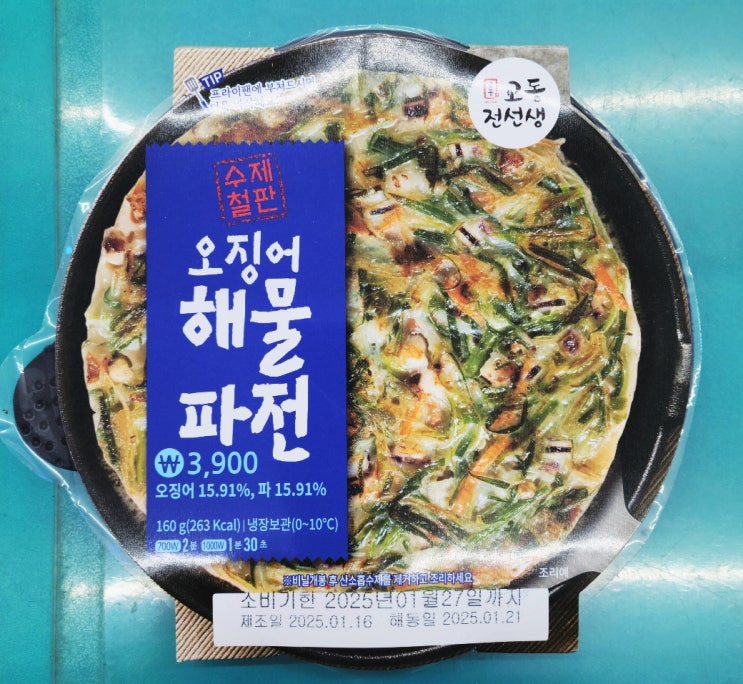 TIP
프라이팬에 부쳐드시면
교동
전선생
수제
철판
오징어
해물
파전
₩3,900
오징어 15.91%, 파 15.91%
160 g(263 Kcal) | 냉장보관(0~10℃)
700W 2분 1000W 1분 30초
※비닐개봉 후 산소흡수제를 제거하고 조리하세요
조리예
소비기한 2025년01월27일까지
제조일 2025.01.16 해동일 2025.01.21